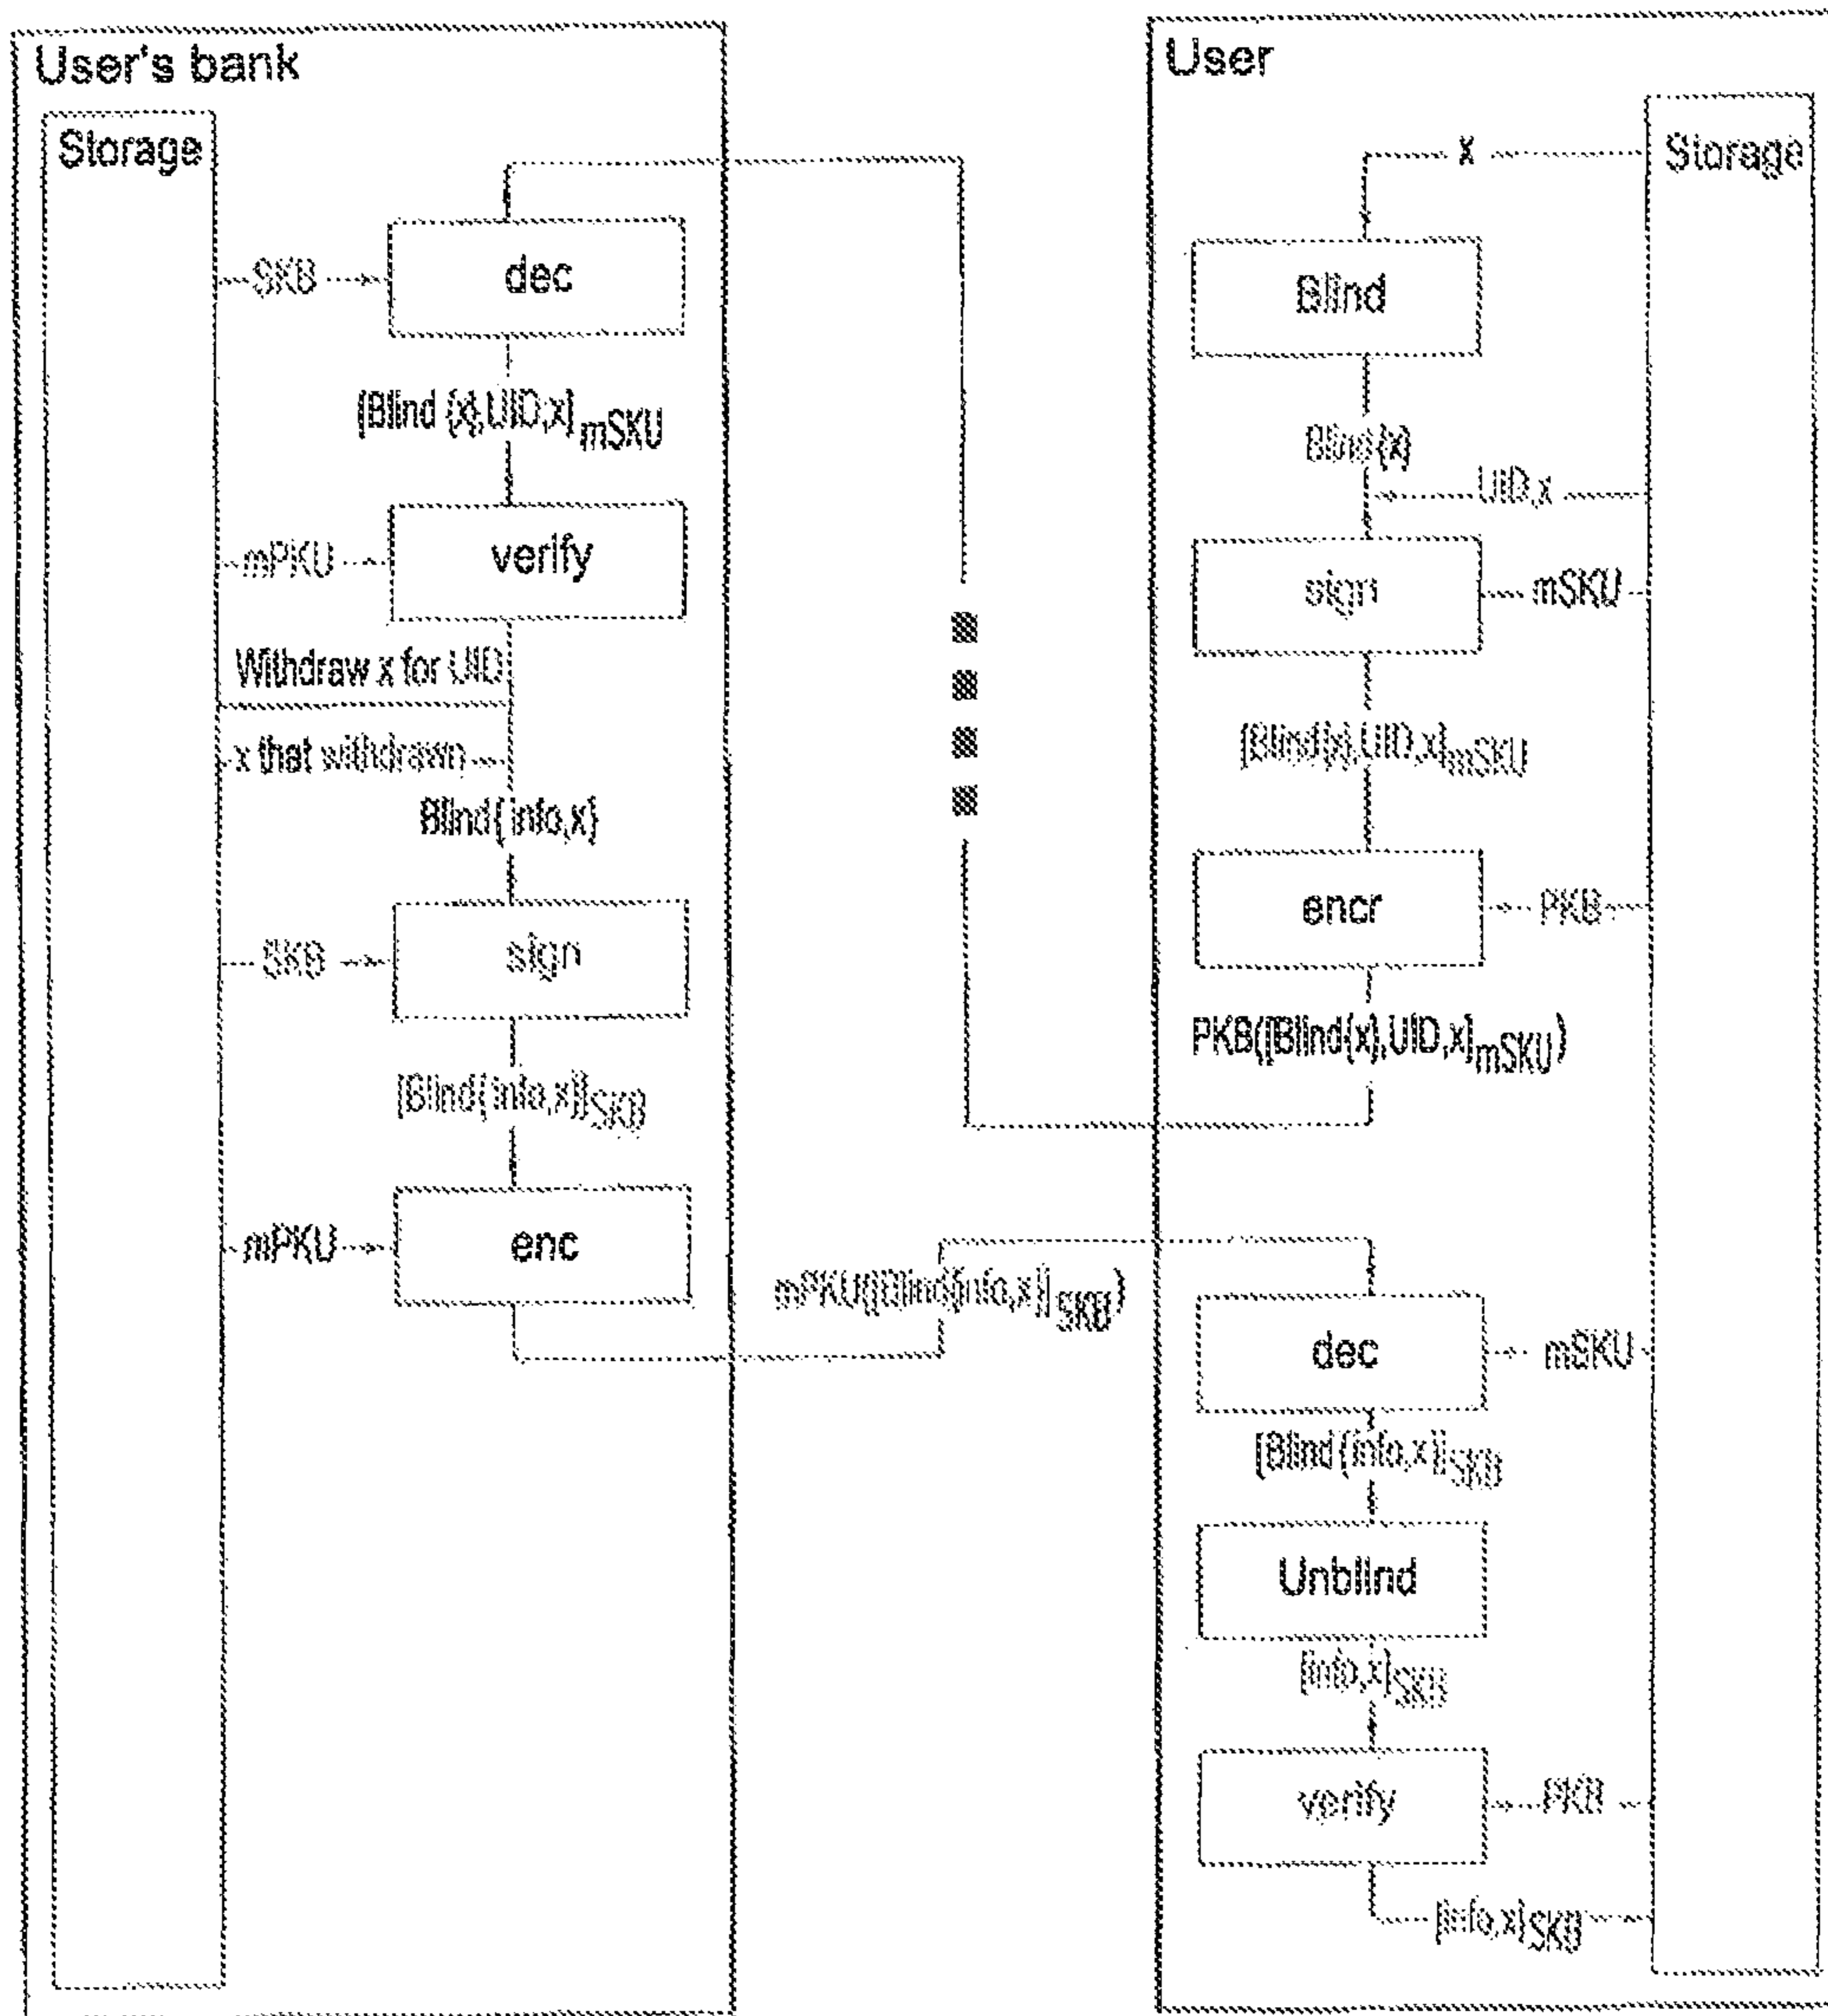 User's bank
Storage
SKB
dec
[Blind {x},UID,x]mSKU
mPKU
verify
Withdraw x for UID
x that withdrawn
Blind{ info,x}
SKB
sign
[Blind{info,x}]SKB
mPKU
enc
mPKU([Blind{info,x}]SKB)
User
Storage
x
Blind
Blind{x}
UID,x
sign
mSKU
[Blind{x},UID,x]mSKU
encr
PKB
PKB([Blind{x},UID,x]mSKU)
dec
mSKU
[Blind{info,x}]SKB
Unblind
[info,x]SKB
verify
PKB
[info,x]SKB